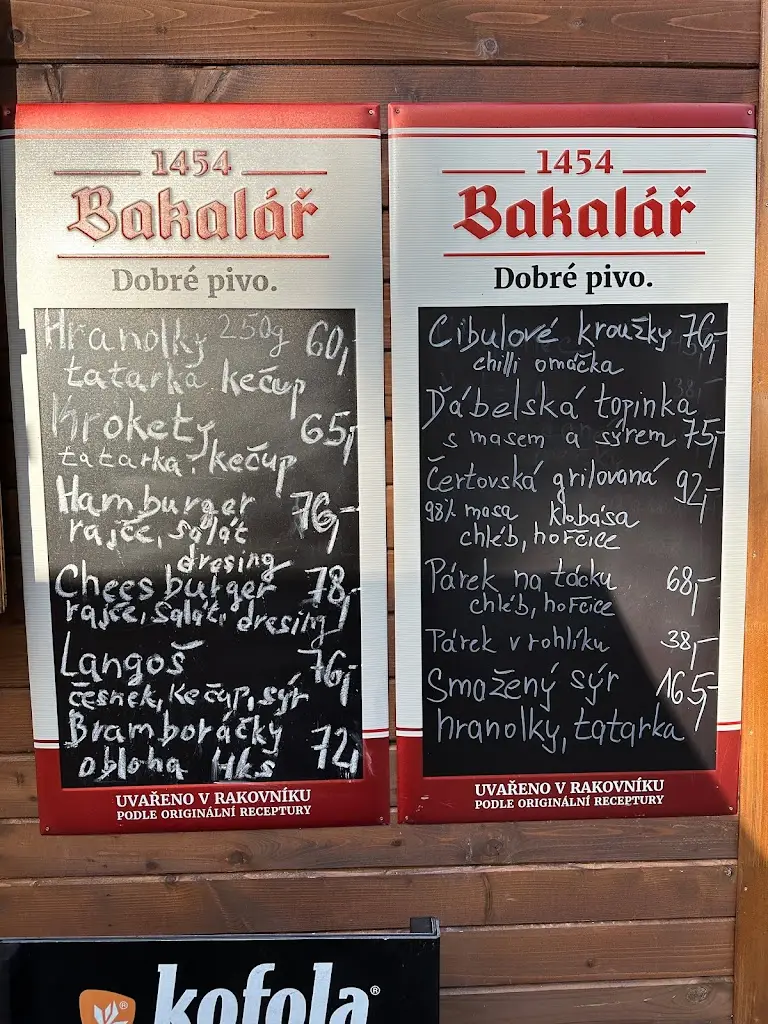 1454
Bakalář
Dobré pivo.
Hranolky 250g 60,-
tatarka kečup
Krokety 65,-
tatarka, kečup
Hamburger 76,-
rajče, salát
dresing
Cheesburger 78,-
rajče, salát, dresing
Langoš 76,-
česnek, kečup, sýr
Bramboráčky 72,-
obloha 4ks
UVAŘENO V RAKOVNÍKU
PODLE ORIGINÁLNÍ RECEPTURY
1454
Bakalář
Dobré pivo.
Cibulové kroužky 76,-
chilli omáčka
Ďábelská topinka
s masem a sýrem 75,-
Čertovská grilovaná 92,-
98% masa klobása
chléb, hořčice
Párek na tácku 68,-
chléb, hořčice
Párek v rohlíku 38,-
Smožený sýr 165,-
hranolky, tatarka
UVAŘENO V RAKOVNÍKU
PODLE ORIGINÁLNÍ RECEPTURY
kofola®